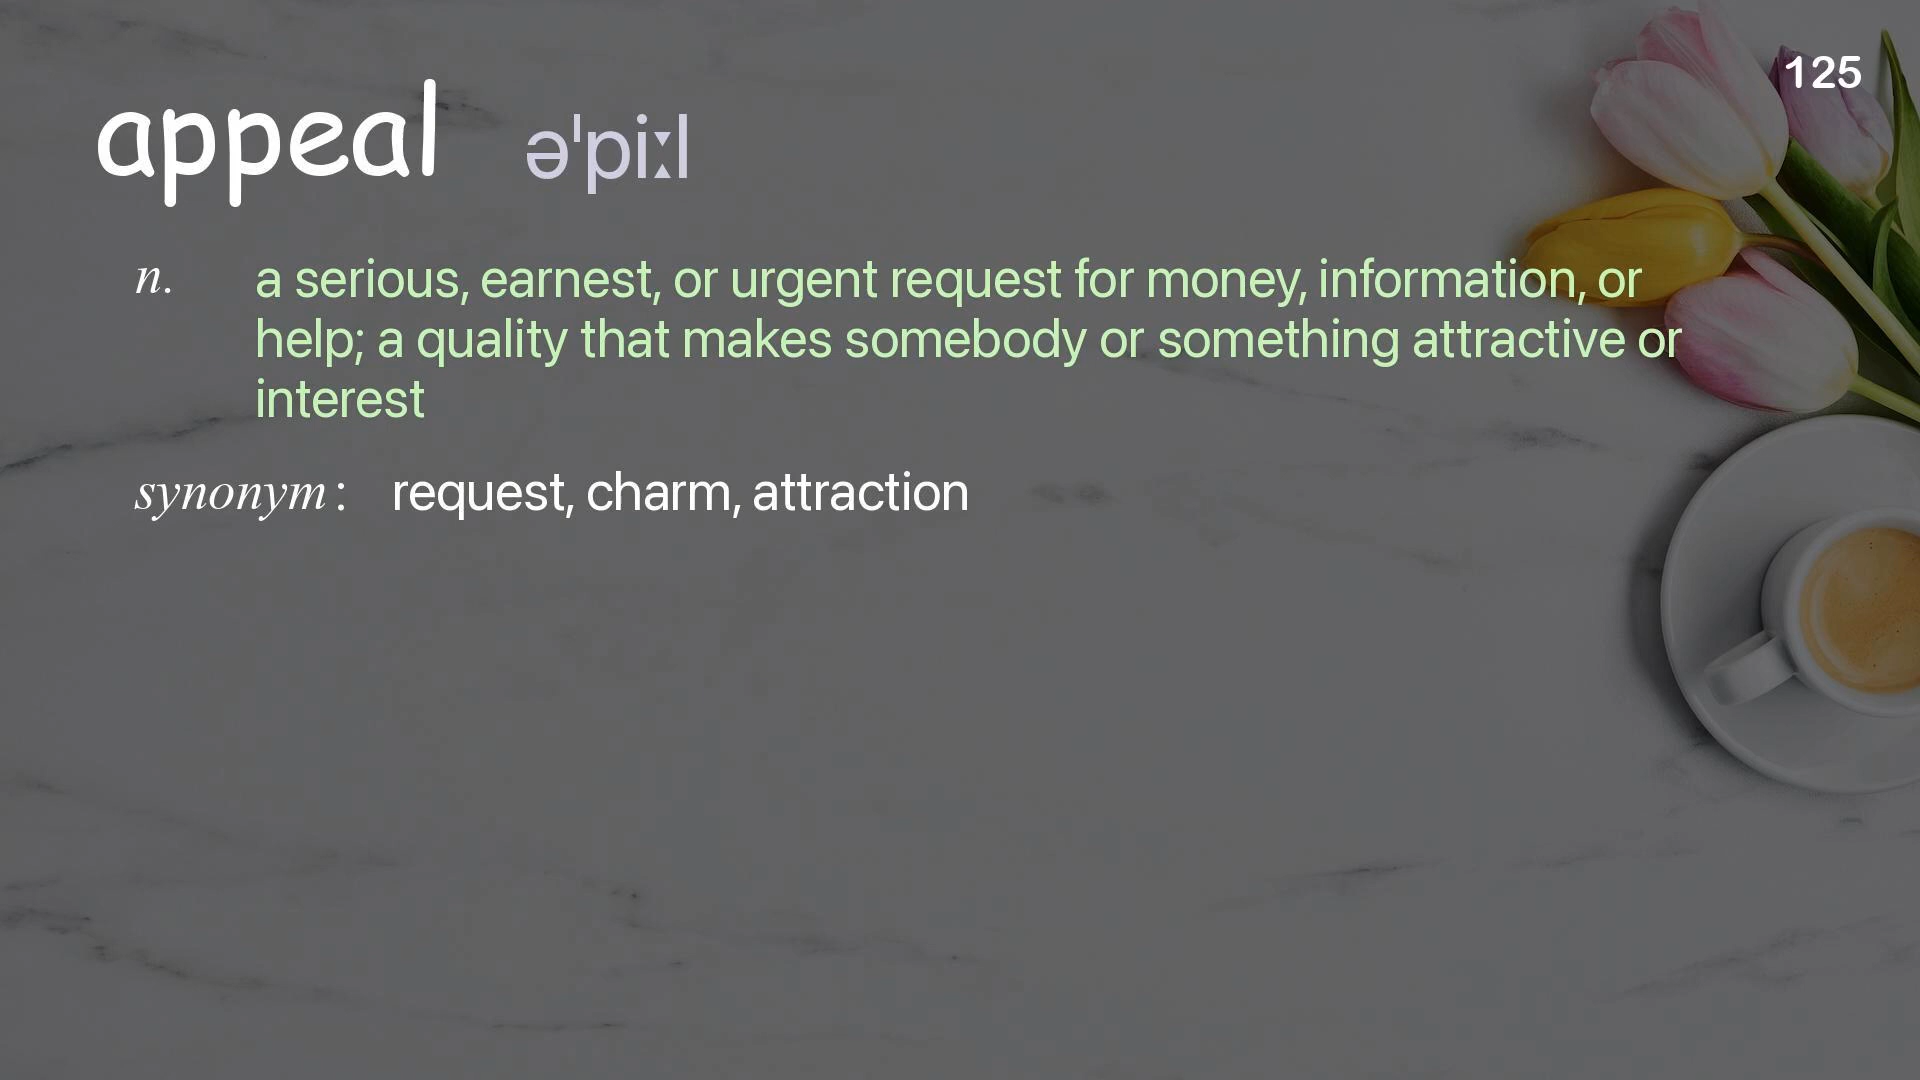 125
appeal əˈpiːl
n. a serious, earnest, or urgent request for money, information, or
help; a quality that makes somebody or something attractive or
interest
synonym : request, charm, attraction